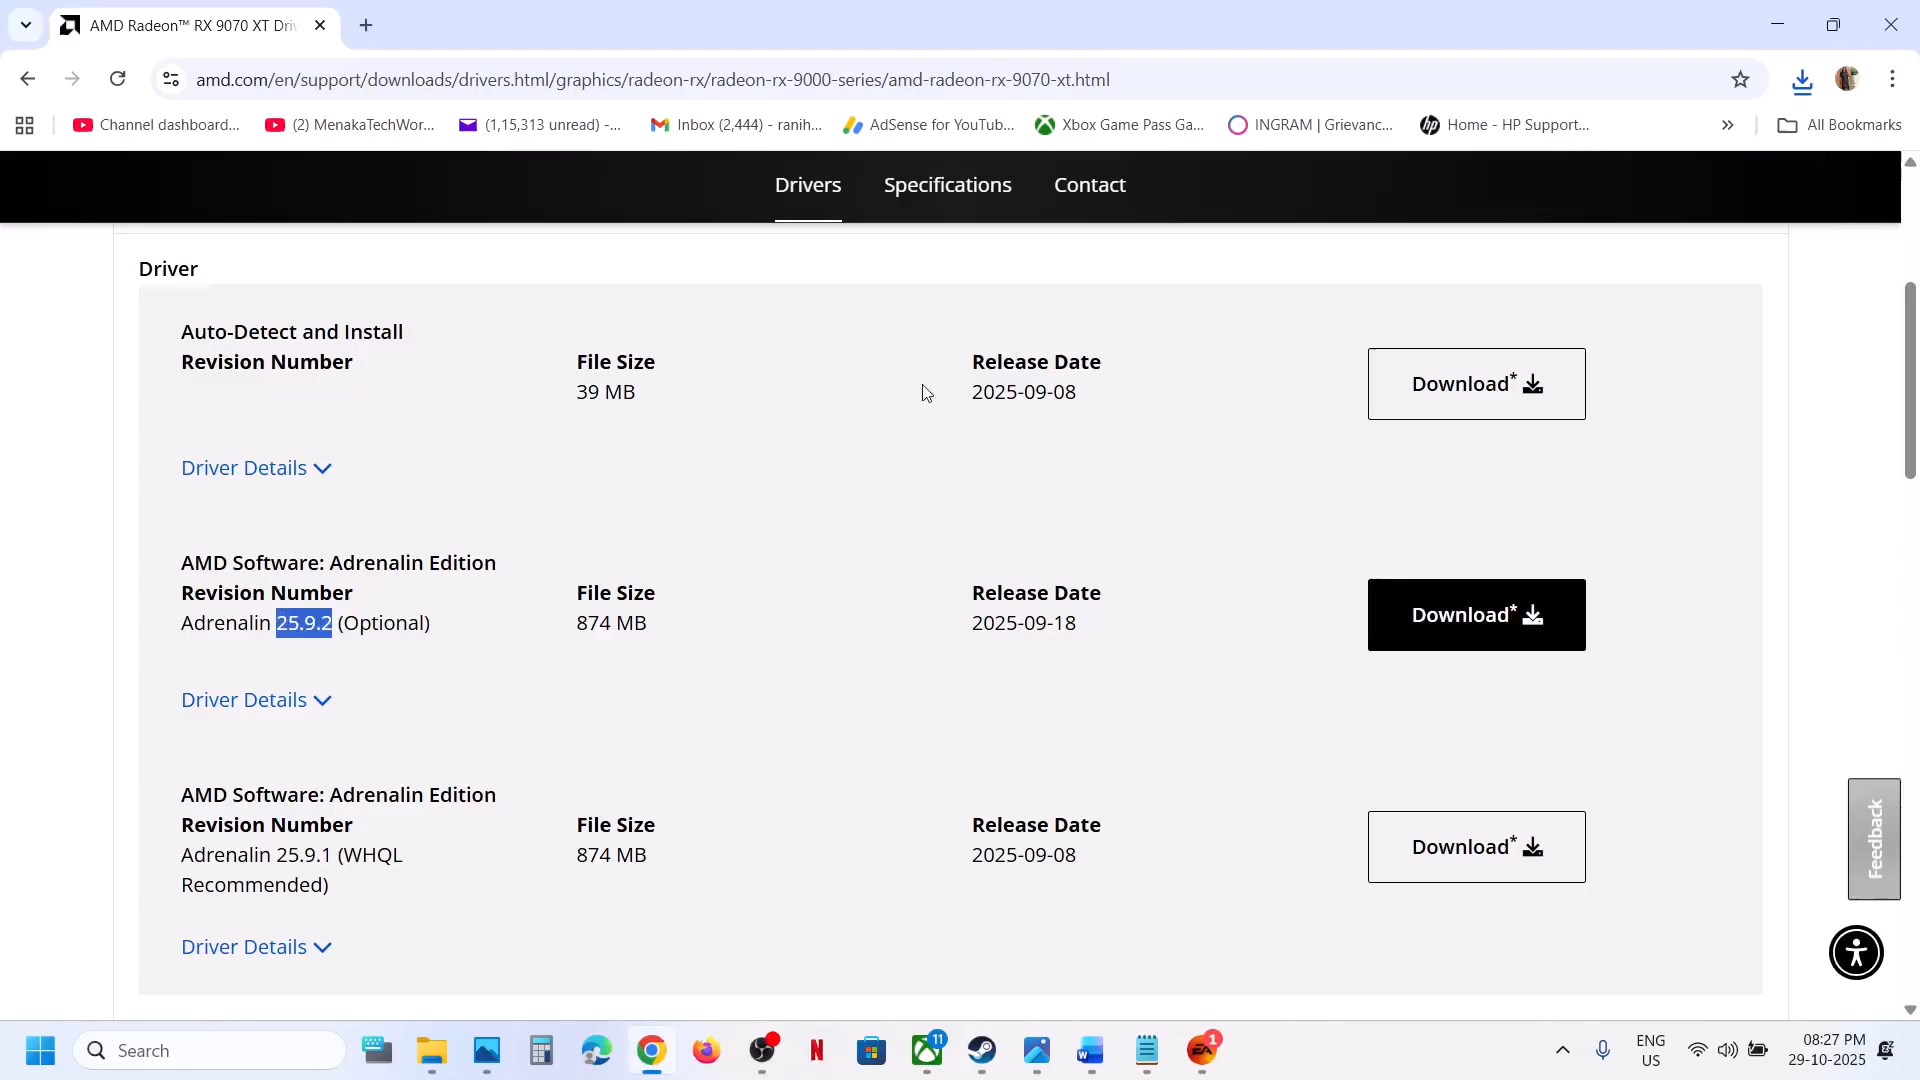 AMD Radeon™ RX 9070 XT Dri
amd.com/en/support/downloads/drivers.html/graphics/radeon-rx/radeon-rx-9000-series/amd-radeon-rx-9070-xt.html
Channel dashboard... (2) MenakaTechWor... (1,15,313 unread) -... Inbox (2,444) - ranih... AdSense for YouTub... Xbox Game Pass Ga... INGRAM | Grievanc... Home - HP Support... » All Bookmarks
Drivers Specifications Contact
Driver
Auto-Detect and Install
Revision Number File Size Release Date
39 MB 2025-09-08
Download*
Driver Details
AMD Software: Adrenalin Edition
Revision Number File Size Release Date
Adrenalin 25.9.2 (Optional) 874 MB 2025-09-18
Download*
Driver Details
AMD Software: Adrenalin Edition
Revision Number File Size Release Date
Adrenalin 25.9.1 (WHQL 874 MB 2025-09-08
Recommended)
Download*
Driver Details
Feedback
Search
11
1
ENG
US
08:27 PM
29-10-2025